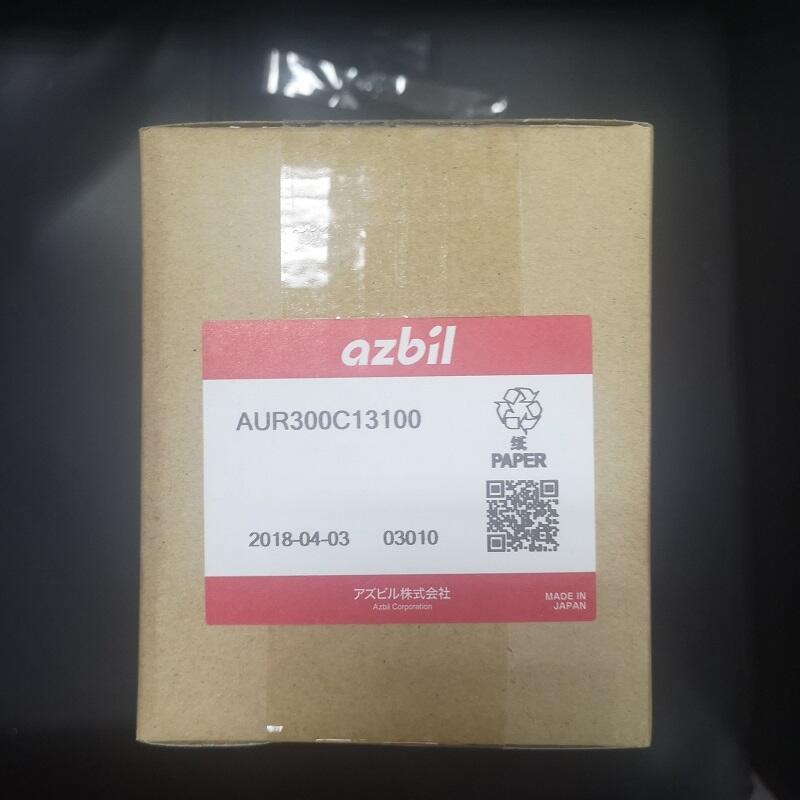 azbil
AUR300C13100
纸
PAPER
2018-04-03 03010
アズビル株式会社
Azbil Corporation
MADE IN
JAPAN